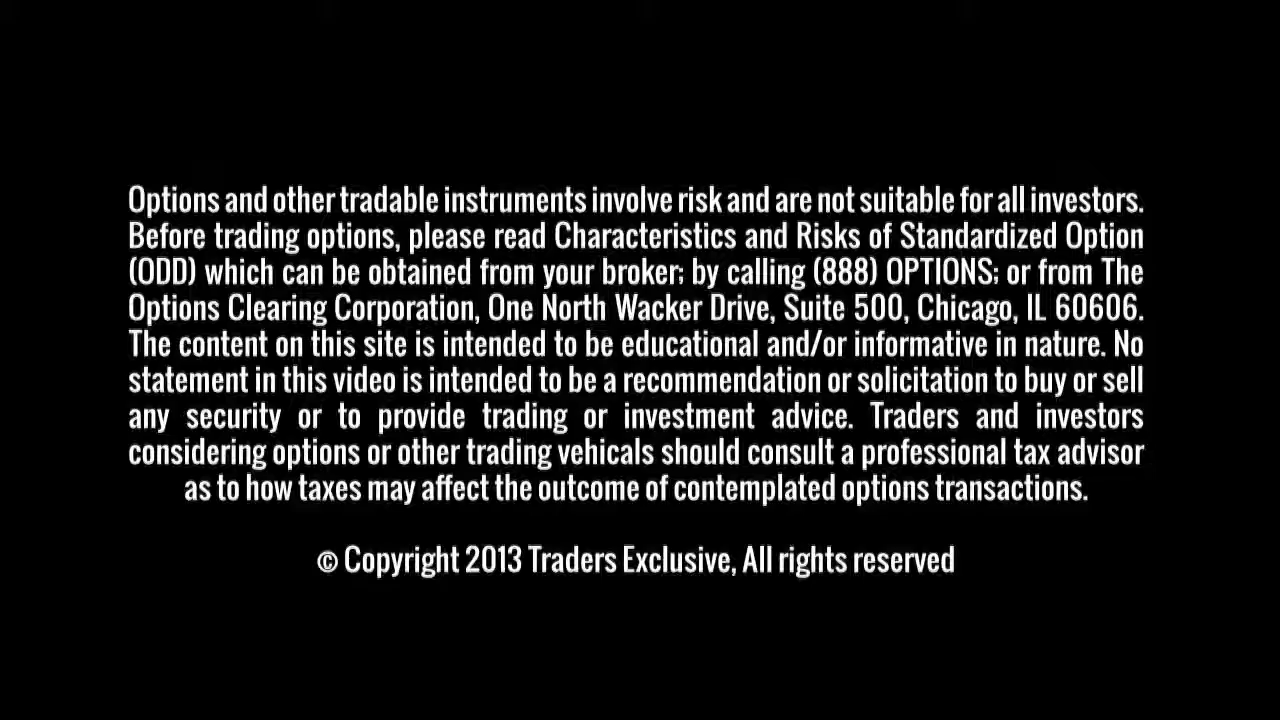 Options and other tradable instruments involve risk and are not suitable for all investors.
Before trading options, please read Characteristics and Risks of Standardized Option
(ODD) which can be obtained from your broker; by calling (888) OPTIONS; or from The
Options Clearing Corporation, One North Wacker Drive, Suite 500, Chicago, IL 60606.
The content on this site is intended to be educational and/or informative in nature. No
statement in this video is intended to be a recommendation or solicitation to buy or sell
any security or to provide trading or investment advice. Traders and investors
considering options or other trading vehicals should consult a professional tax advisor
as to how taxes may affect the outcome of contemplated options transactions.
© Copyright 2013 Traders Exclusive, All rights reserved